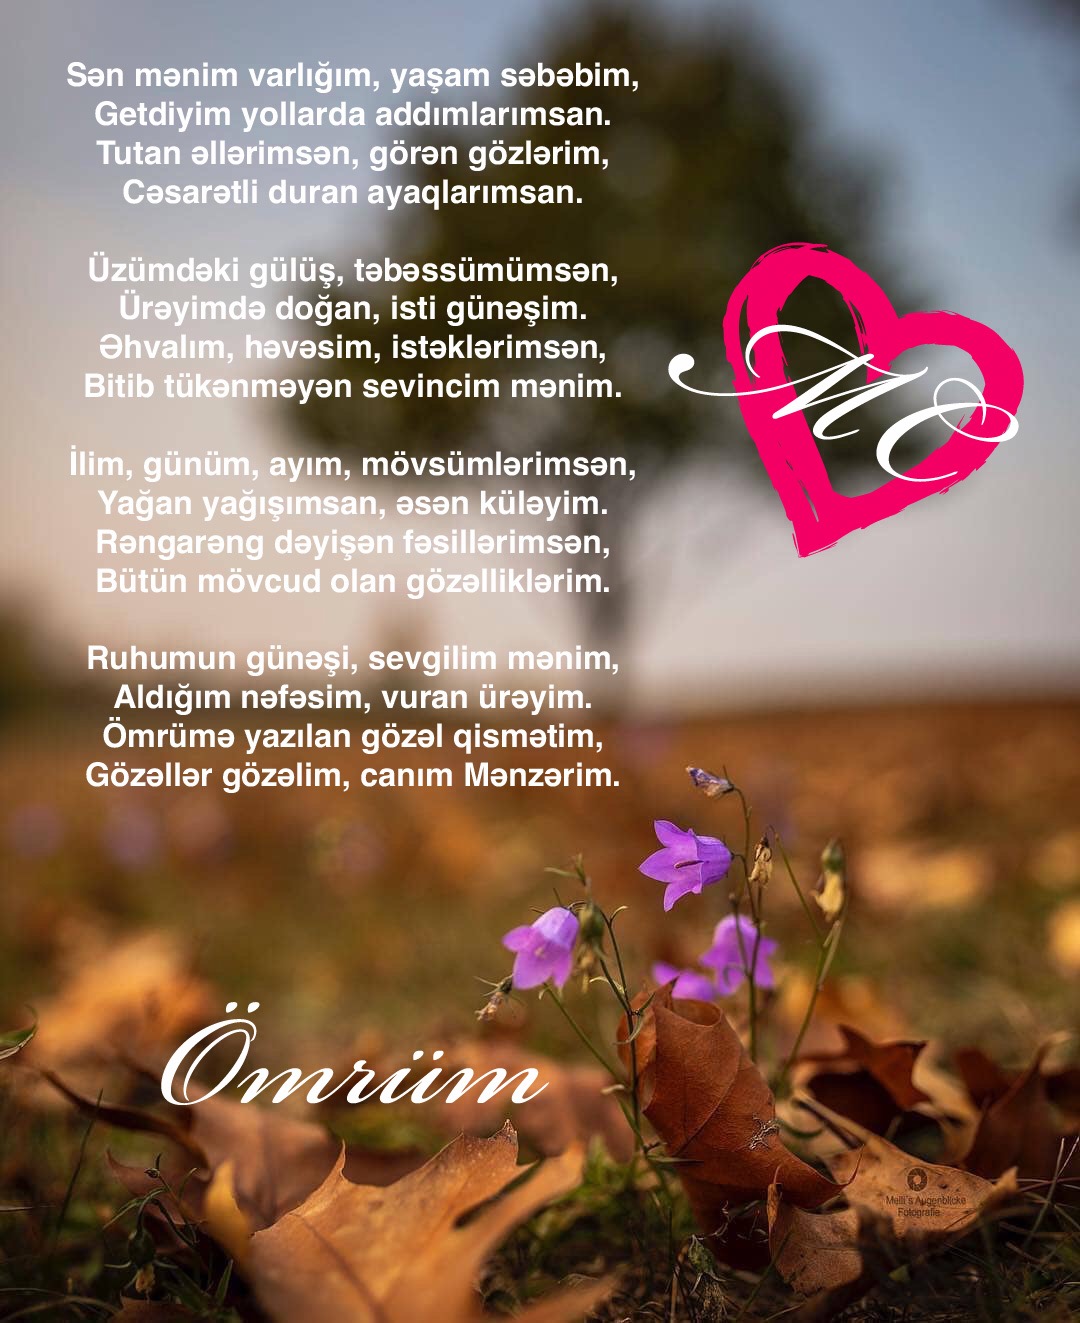 Sən mənim varlığım, yaşam səbəbim,
Getdiyim yollarda addımlarımsan.
Tutan əllərimsən, görən gözlərim,
Cəsarətli duran ayaqlarımsan.
Üzümdəki gülüş, təbəssümümsən,
Ürəyimdə doğan, isti günəşim.
Əhvalım, həvəsim, istəklərimsən,
Bitib tükənməyən sevincim mənim.
İlim, günüm, ayım, mövsümlərimsən,
Yağan yağışımsan, əsən küləyim.
Rəngarəng dəyişən fəsillərimsən,
Bütün mövcud olan gözəlliklərim.
Ruhumun günəşi, sevgilim mənim,
Aldığım nəfəsim, vuran ürəyim.
Ömrümə yazılan gözəl qismətim,
Gözəllər gözəlim, canım Mənzərim.
Ömrüm
Melli´s Augenblicke
Fotografie